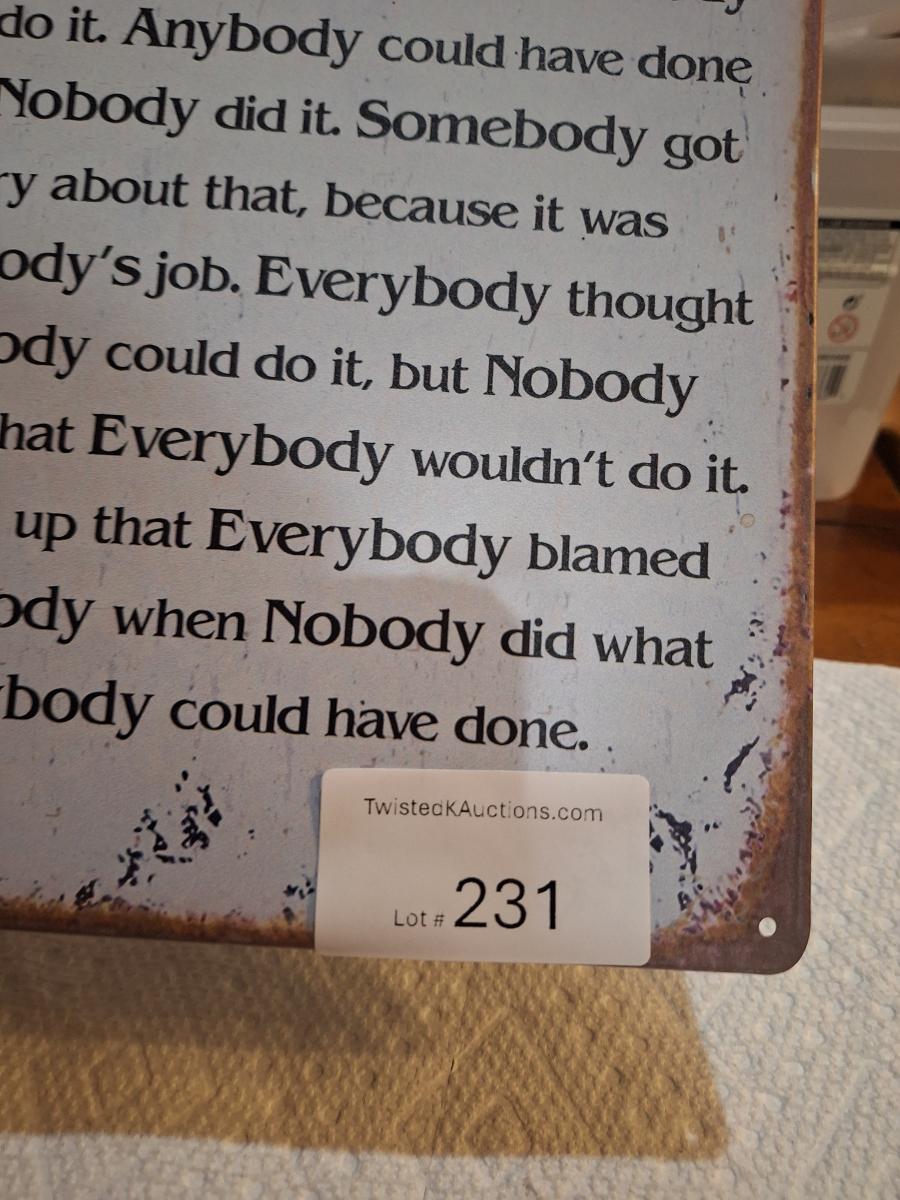 do it. Anybody could have done
Nobody did it. Somebody got
ry about that, because it was
ody's job. Everybody thought
ody could do it, but Nobody
hat Everybody wouldn't do it.
up that Everybody blamed
ody when Nobody did what
ybody could have done.
TwistedKAuctions.com
Lot # 231